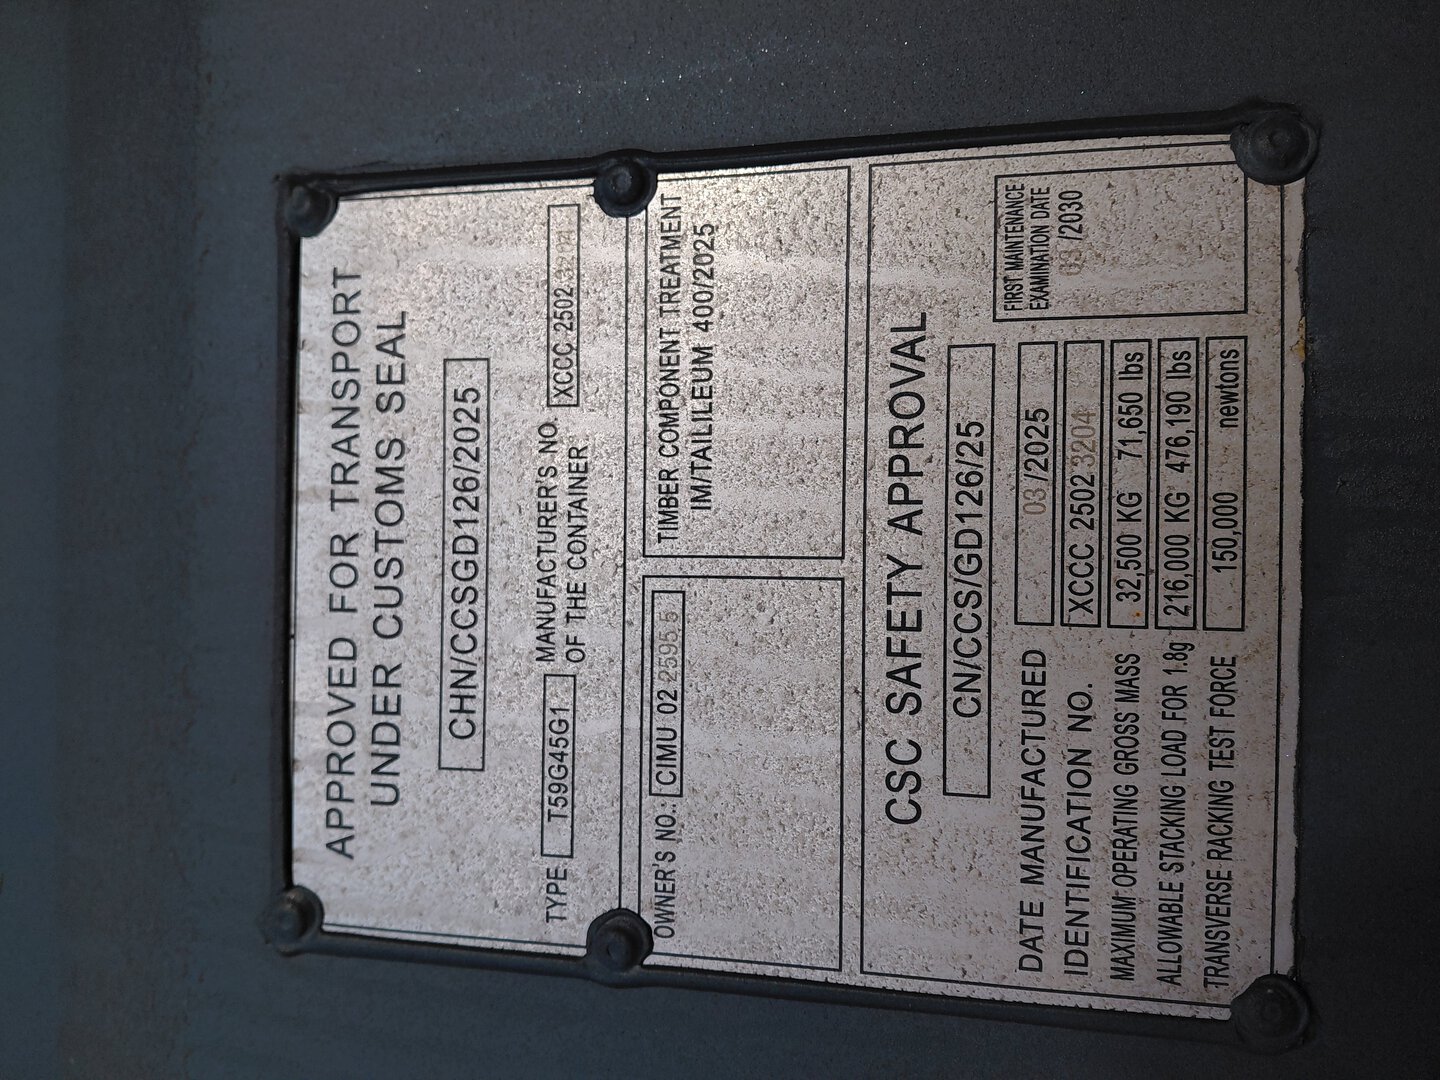 APPROVED FOR TRANSPORT
UNDER CUSTOMS SEAL
CHN/CCSGD126/2025
TYPE T59G45G1 MANUFACTURER'S NO. XCCC 2502
OF THE CONTAINER
OWNER'S NO.: CIMU 02 2595 5
TIMBER COMPONENT TREATMENT
IM/TAILILEUM 400/2025
CSC SAFETY APPROVAL
CN/CCS/GD126/25
DATE MANUFACTURED 03/2025
IDENTIFICATION NO. XCCC 2502 3204
MAXIMUM OPERATING GROSS MASS 32,500 KG 71,650 lbs
ALLOWABLE STACKING LOAD FOR 1.8g 216,000 KG 476,190 lbs
TRANSVERSE RACKING TEST FORCE 150,000 newtons
FIRST MAINTENANCE
EXAMINATION DATE
03/2030